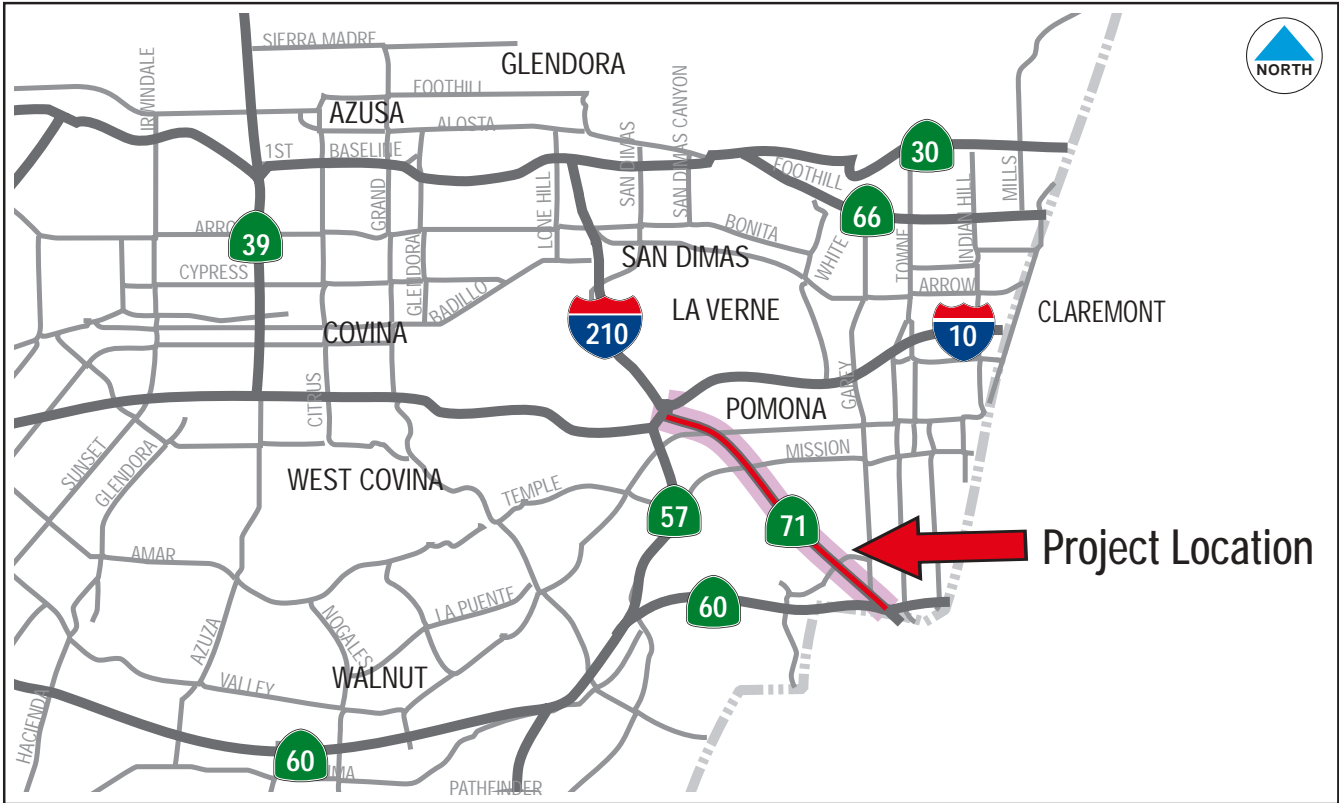 SIERRA MADRE
GLENDORA
NORTH
IRWINDALE
FOOTHILL
AZUSA
ALOSTA
SAN DIMAS CANYON
SAN DIMAS
1ST
BASELINE
30
FOOTHILL
MILLS
INDIAN HILL
GRAND
LONE HILL
66
39
BONITA
WHITE
TOWNE
GLENDORA
SAN DIMAS
CYPRESS
ARROW
BADILLO
LA VERNE
CLAREMONT
210
10
COVINA
CITRUS
GAREY
POMONA
MISSION
SUNSET
GLENDORA
WEST COVINA
TEMPLE
57
71
Project Location
AMAR
60
LA PUENTE
NOGALES
AZUZA
WALNUT
VALLEY
HACIENDA
60
PATHFINDER